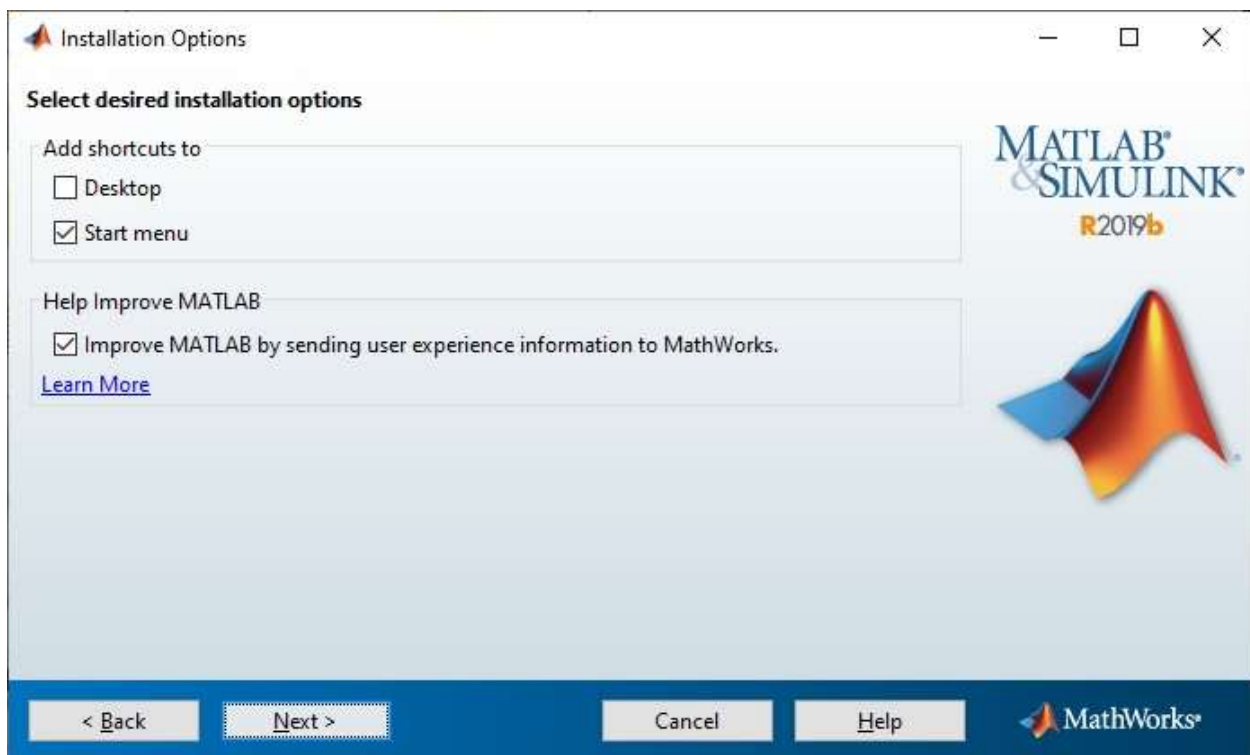 Installation Options
Select desired installation options
Add shortcuts to
Desktop
Start menu
Help Improve MATLAB
Improve MATLAB by sending user experience information to MathWorks.
Learn More
MATLAB®
&SIMULINK®
R2019b
< Back
Next >
Cancel
Help
MathWorks®